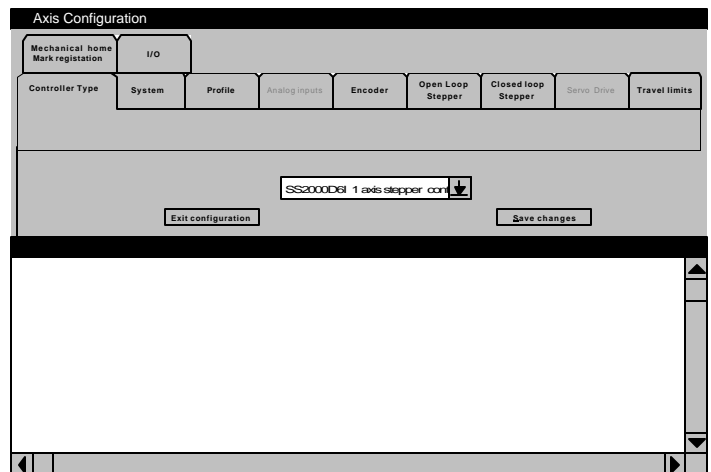 Axis Configuration
Mechanical home
Mark registation
I/O
Controller Type
System
Profile
Analog inputs
Encoder
Open Loop
Stepper
Closed loop
Stepper
Servo Drive
Travel limits
SS2000D6I 1 axis stepper cont
Exit configuration
Save changes